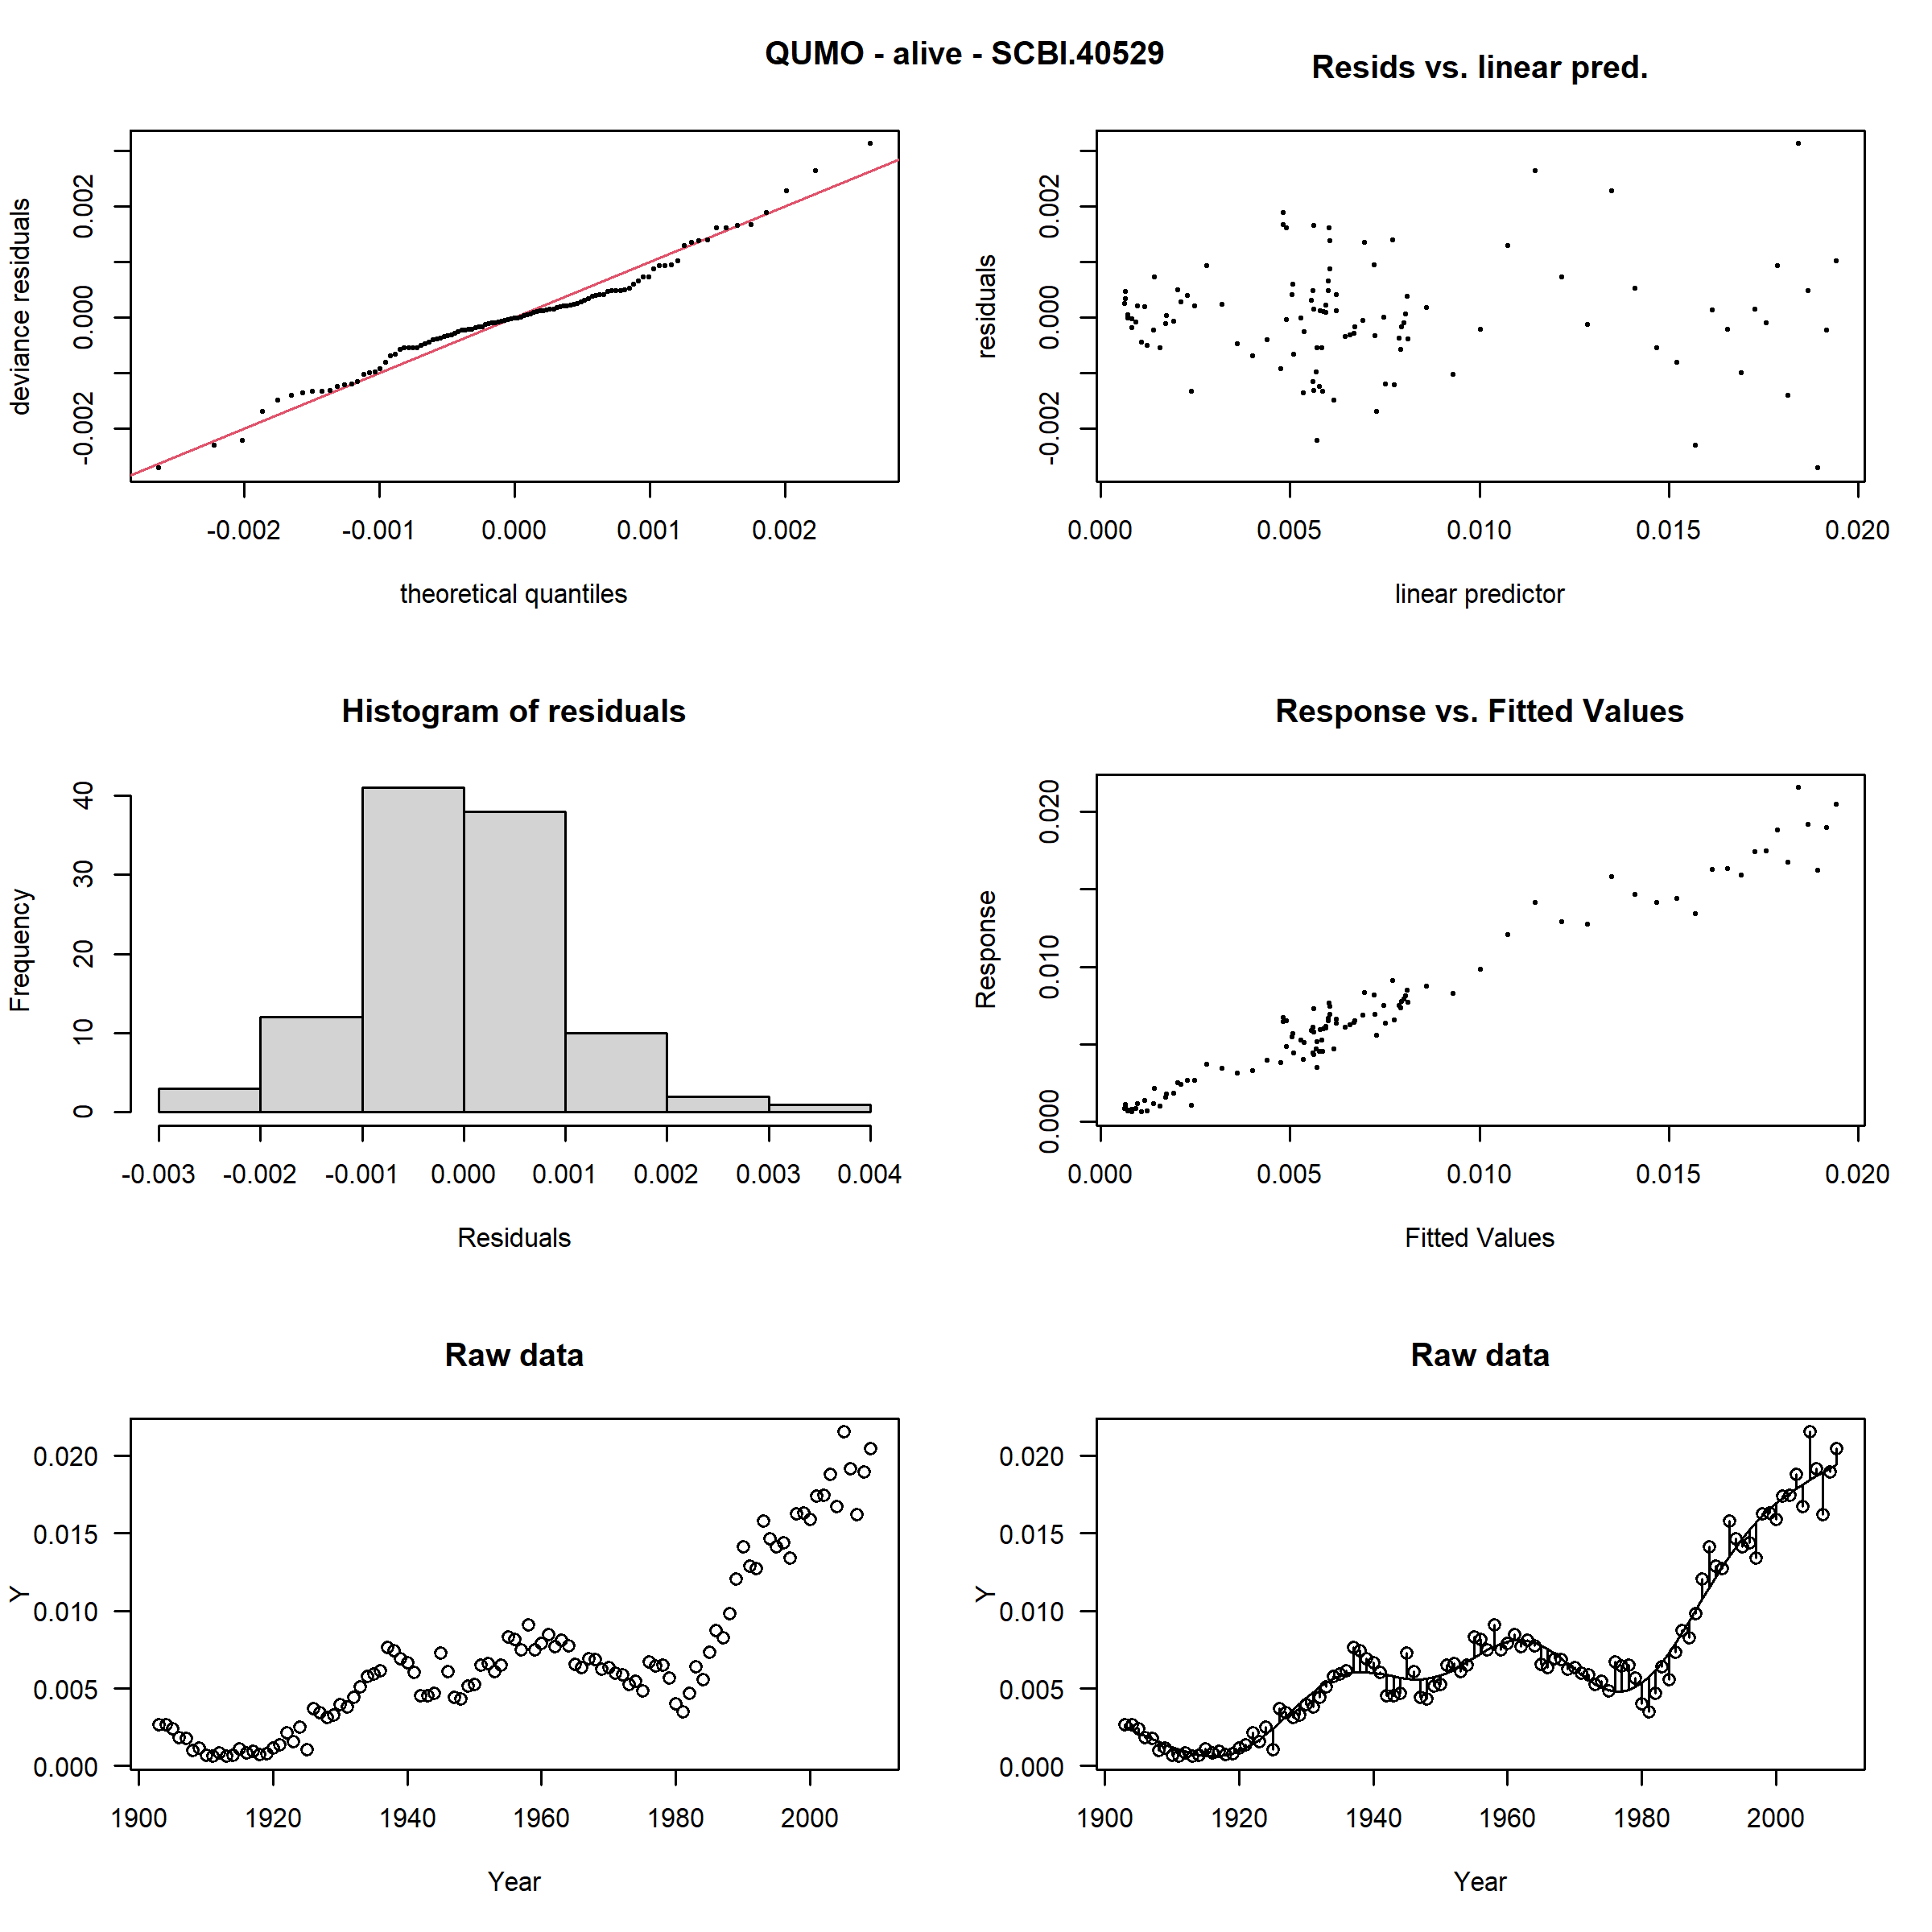 QUMO - alive - SCBI.40529
Resids vs. linear pred.
deviance residuals
-0.002 0.000 0.002
-0.002 -0.001 0.000 0.001 0.002
theoretical quantiles
residuals
-0.002 0.000 0.002
0.000 0.005 0.010 0.015 0.020
linear predictor
Histogram of residuals
Frequency
0 10 20 30 40
-0.003 -0.002 -0.001 0.000 0.001 0.002 0.003 0.004
Residuals
Response vs. Fitted Values
Response
0.000 0.010 0.020
0.000 0.005 0.010 0.015 0.020
Fitted Values
Raw data
Y
0.020
0.015
0.010
0.005
0.000
1900 1920 1940 1960 1980 2000
Year
Raw data
Y
0.020
0.015
0.010
0.005
0.000
1900 1920 1940 1960 1980 2000
Year